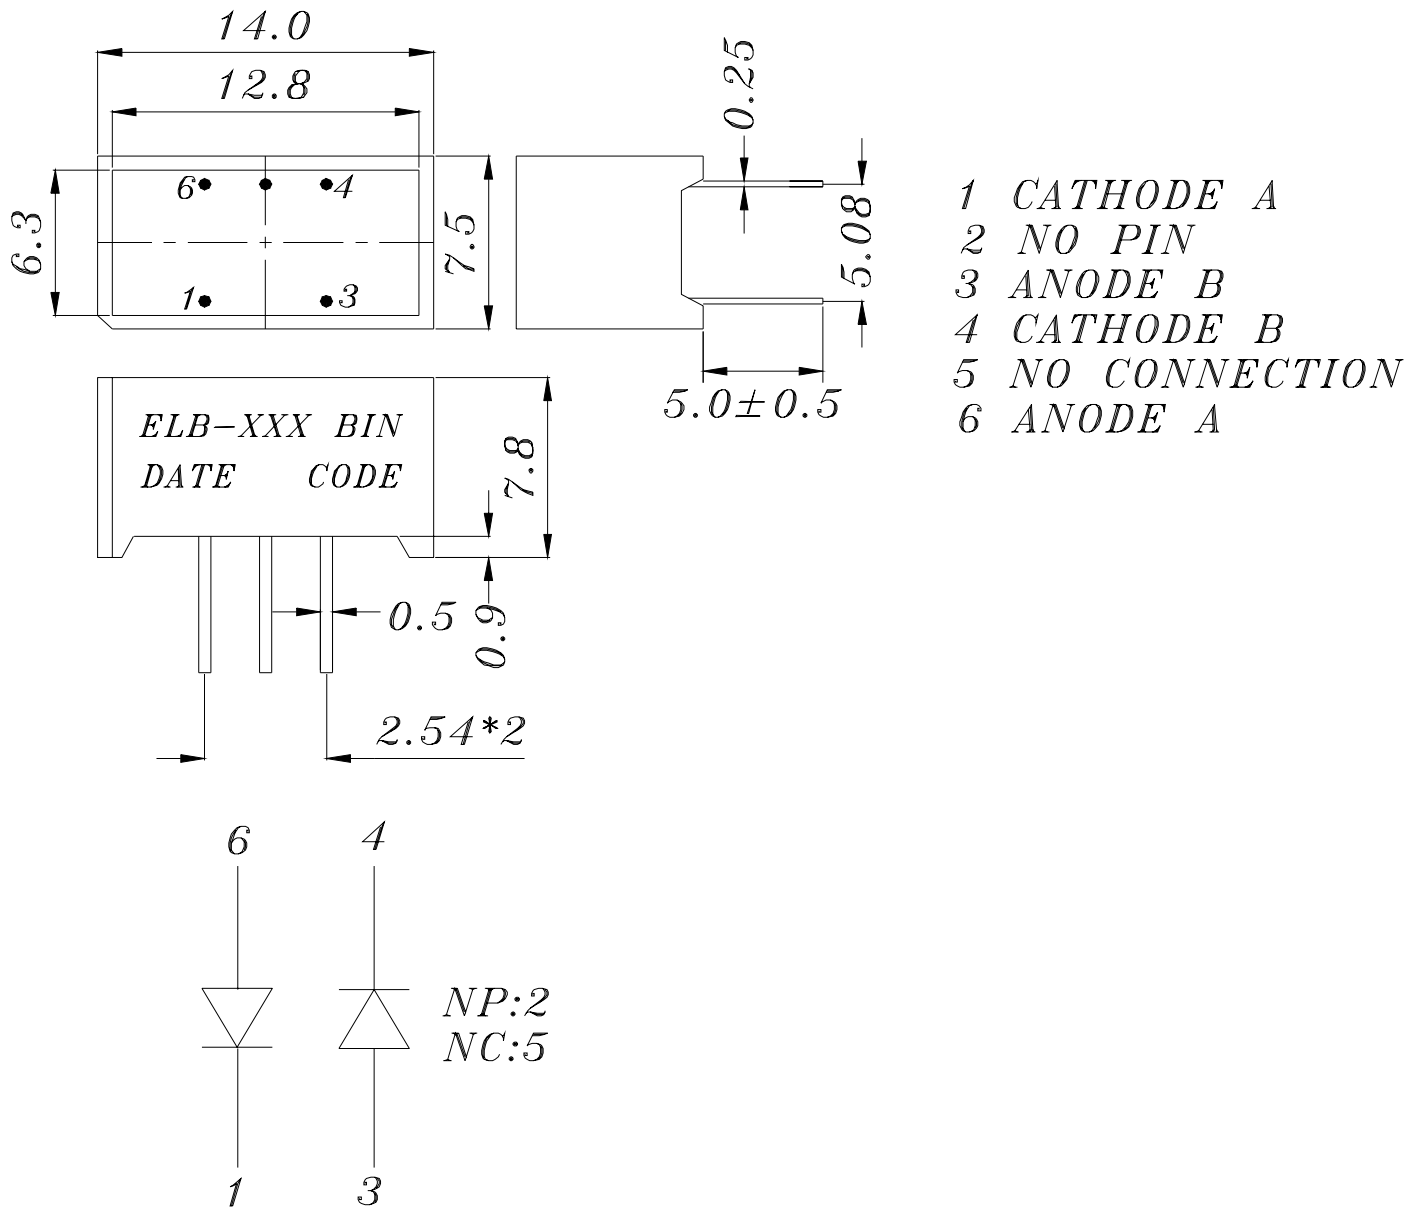 14.0
12.8
0.25
6 4
6.3
7.5
5.08
1 3
1 CATHODE A
2 NO PIN
3 ANODE B
4 CATHODE B
5 NO CONNECTION
6 ANODE A
5.0±0.5
ELB-XXX BIN
DATE CODE
7.8
0.5
0.9
2.54*2
6 4
NP:2
NC:5
1 3